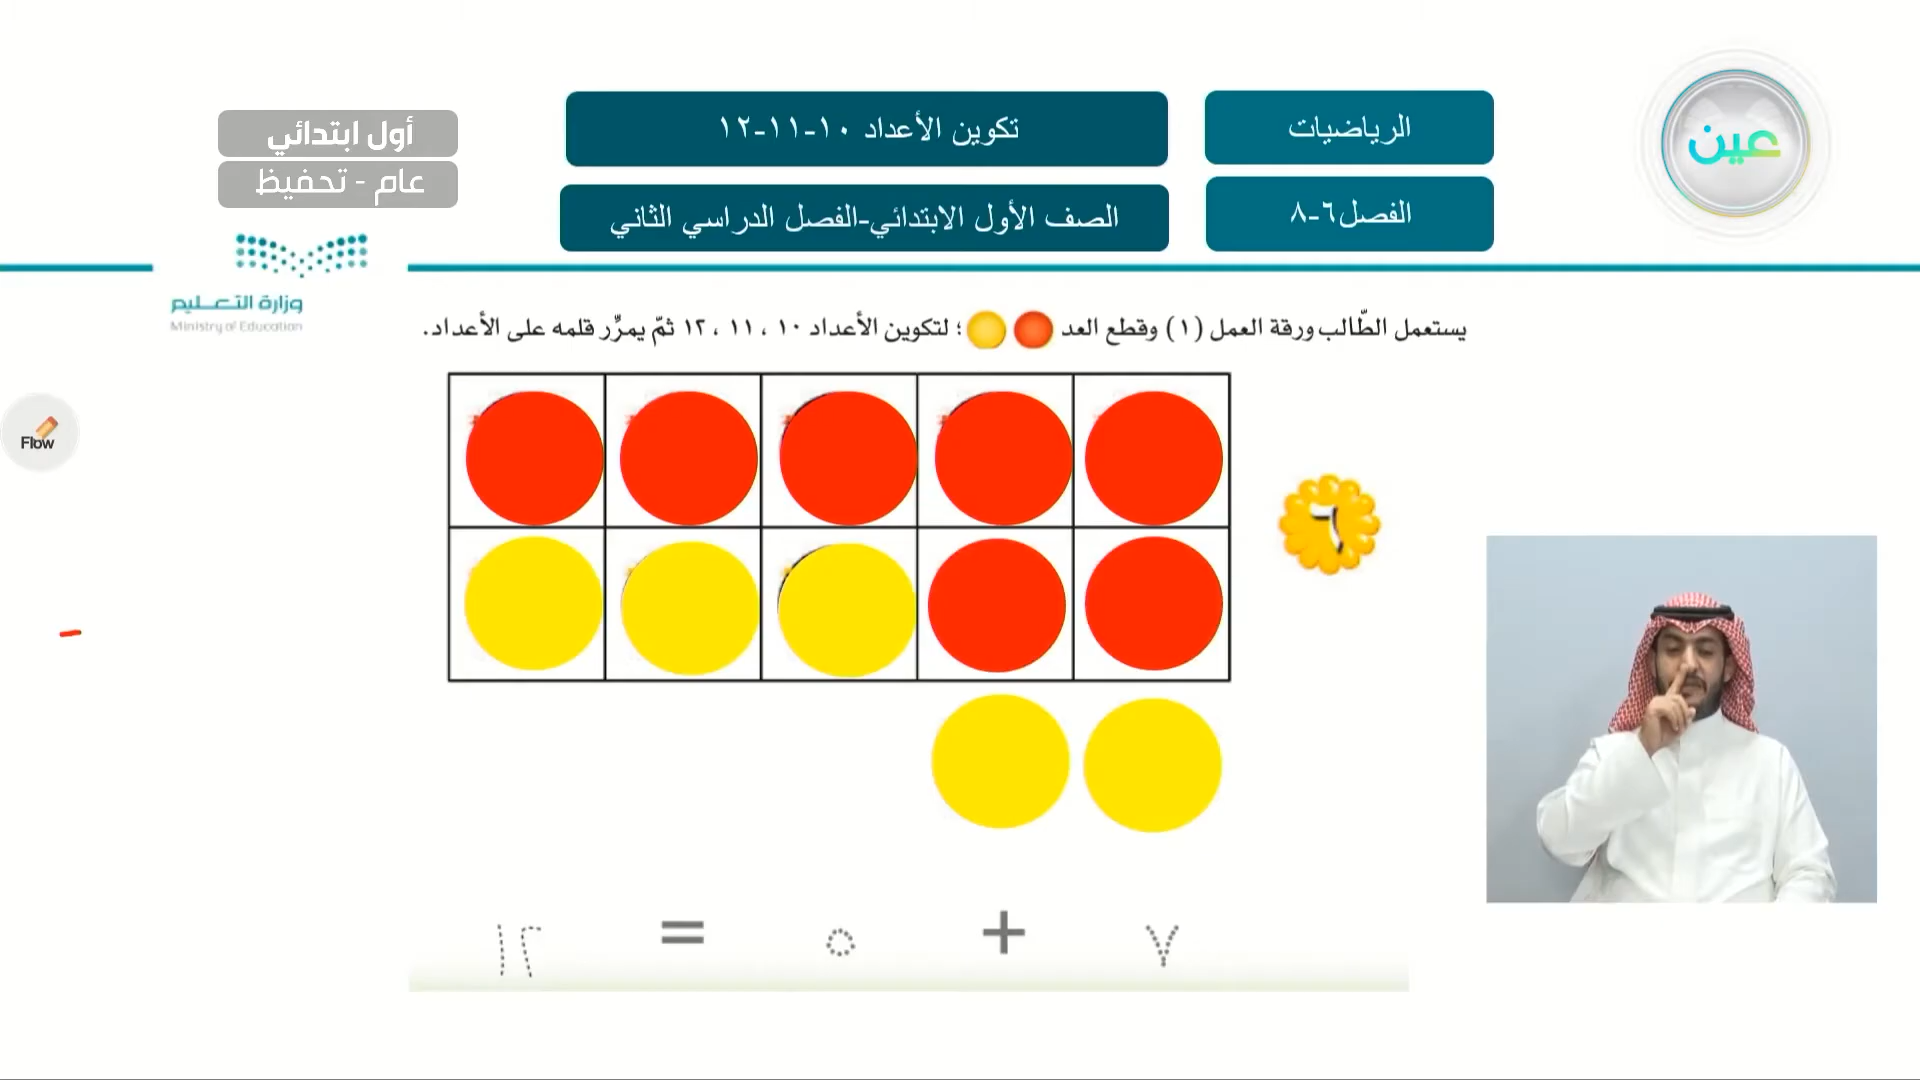 عين
الرياضيات
تكوين الأعداد ١٠-١١-١٢
أول ابتدائي
عام - تحفيظ
الفصل٦-٨
الصف الأول الابتدائي-الفصل الدراسي الثاني
وزارة التعليم
Ministry of Education
يستعمل الطّالب ورقة العمل (١) وقطع العد ؛ لتكوين الأعداد ١٠ ، ١١ ، ١٢ ثمّ يمرِّر قلمه على الأعداد.
Flow
٦
٧ + ٥ = ١٢